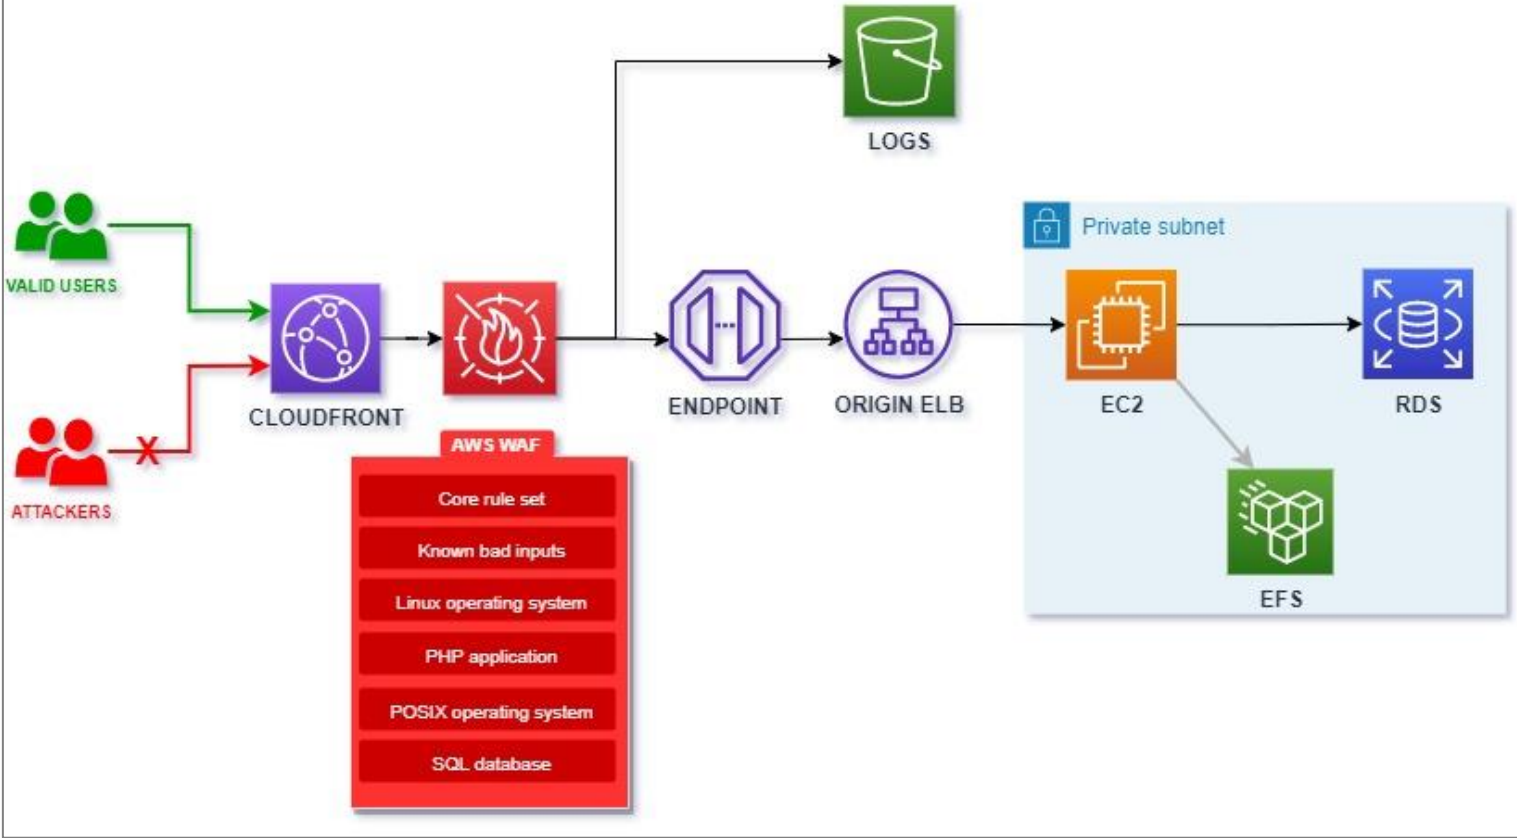 LOGS
Private subnet
VALID USERS
CLOUDFRONT
ENDPOINT
ORIGIN ELB
EC2
RDS
X
ATTACKERS
AWS WAF
Core rule set
Known bad inputs
Linux operating system
PHP application
POSIX operating system
SQL database
EFS